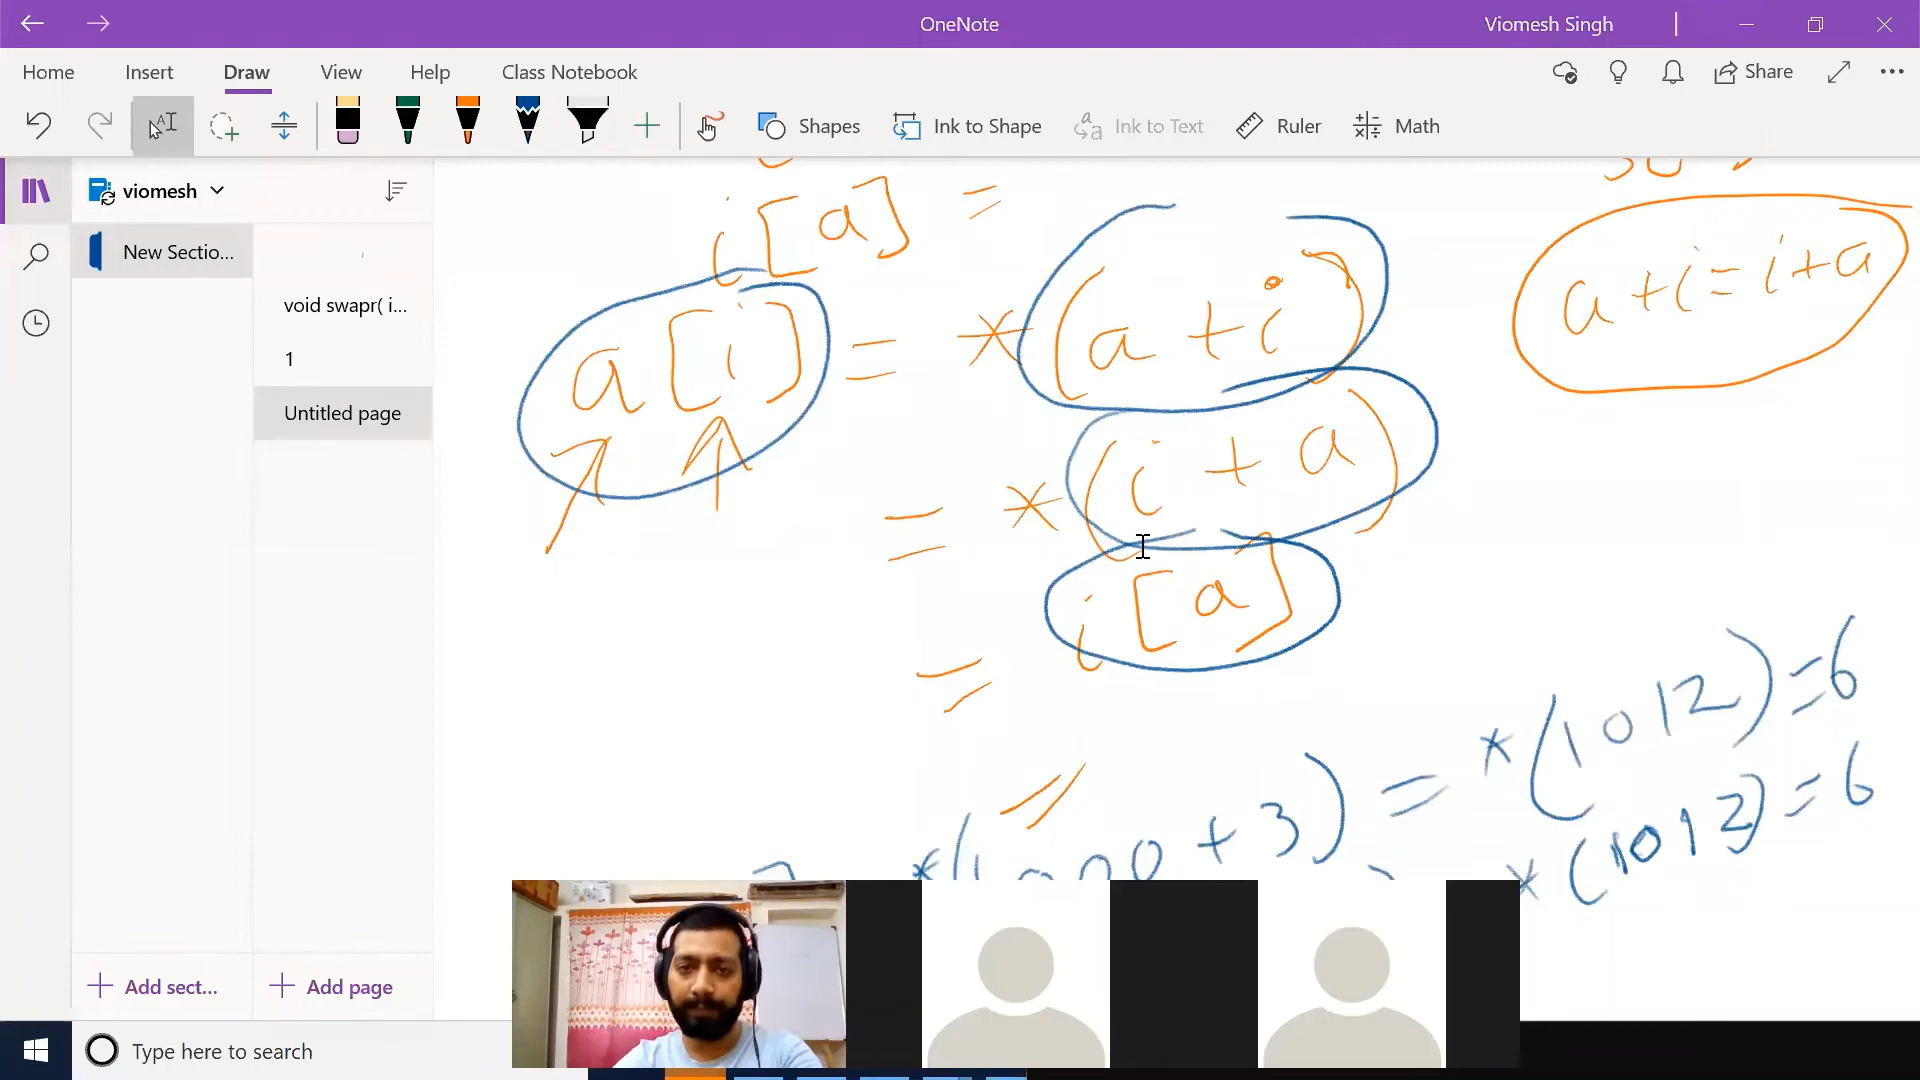 OneNote
Viomesh Singh
Home Insert Draw View Help Class Notebook
Share
Shapes Ink to Shape Ink to Text Ruler Math
viomesh
New Sectio...
void swapr( i...
1
Untitled page
i[a] =
a+i=i+a
a[i] = *(a+i)
= *(i+a)
= i[a]
=
*(1000+3) = *(1012)=6
*(1012)=6
Add sect...
Add page
Type here to search